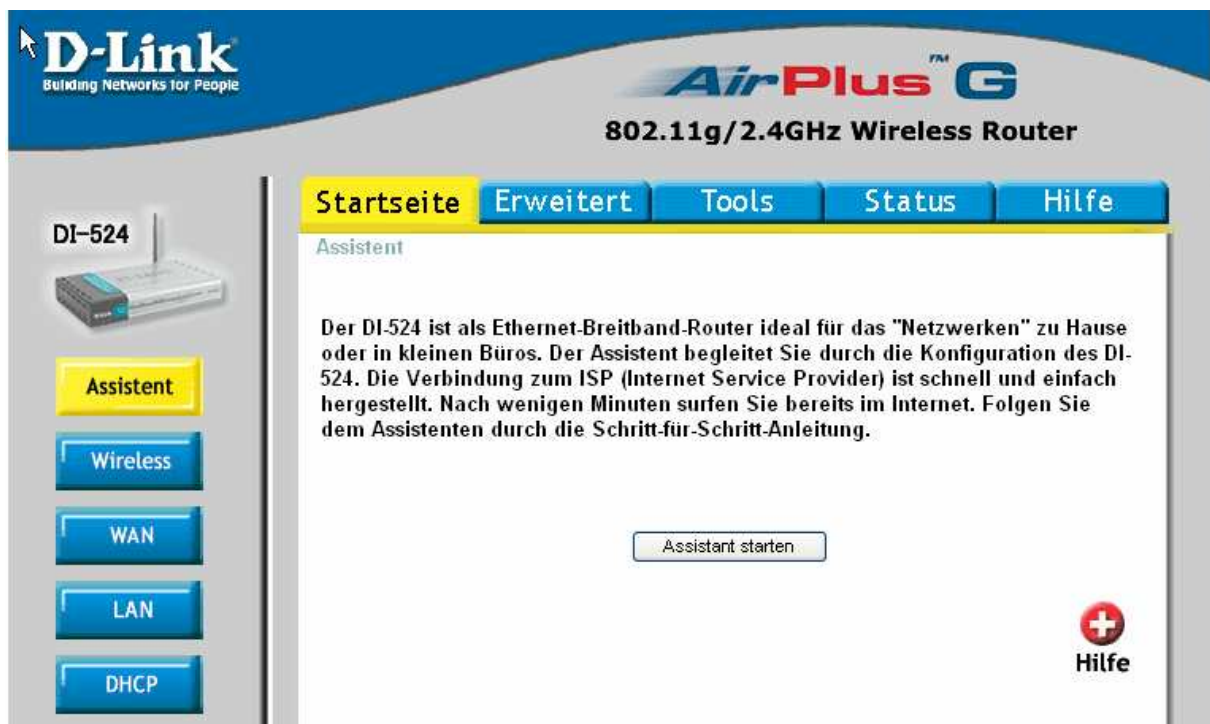 D-Link
Building Networks for People
AirPlus G
TM
802.11g/2.4GHz Wireless Router
DI-524
Startseite
Erweitert
Tools
Status
Hilfe
Assistent
Der DI-524 ist als Ethernet-Breitband-Router ideal für das "Netzwerken" zu Hause
oder in kleinen Büros. Der Assistent begleitet Sie durch die Konfiguration des DI-
524. Die Verbindung zum ISP (Internet Service Provider) ist schnell und einfach
hergestellt. Nach wenigen Minuten surfen Sie bereits im Internet. Folgen Sie
dem Assistenten durch die Schritt-für-Schritt-Anleitung.
Assistant starten
Hilfe
Assistent
Wireless
WAN
LAN
DHCP